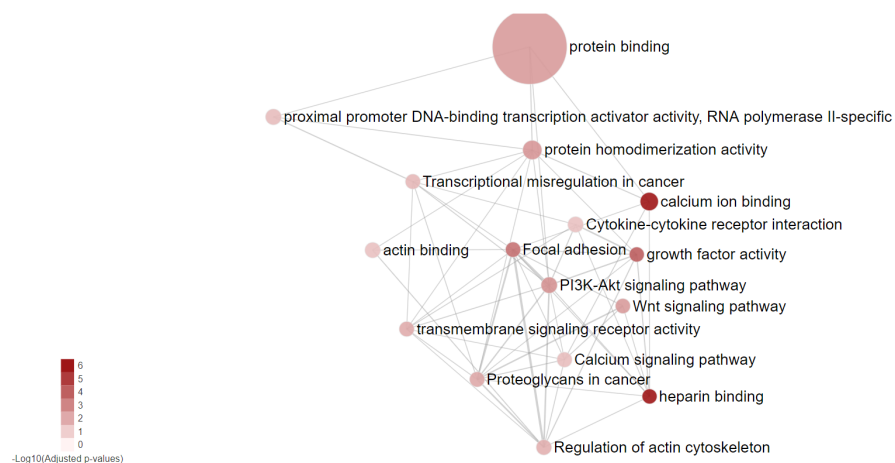 protein binding
proximal promoter DNA-binding transcription activator activity, RNA polymerase II-specific
protein homodimerization activity
Transcriptional misregulation in cancer
calcium ion binding
Cytokine-cytokine receptor interaction
actin binding
Focal adhesion
growth factor activity
PI3K-Akt signaling pathway
Wnt signaling pathway
transmembrane signaling receptor activity
Calcium signaling pathway
Proteoglycans in cancer
heparin binding
Regulation of actin cytoskeleton
6
5
4
3
2
1
0
-Log10(Adjusted p-values)